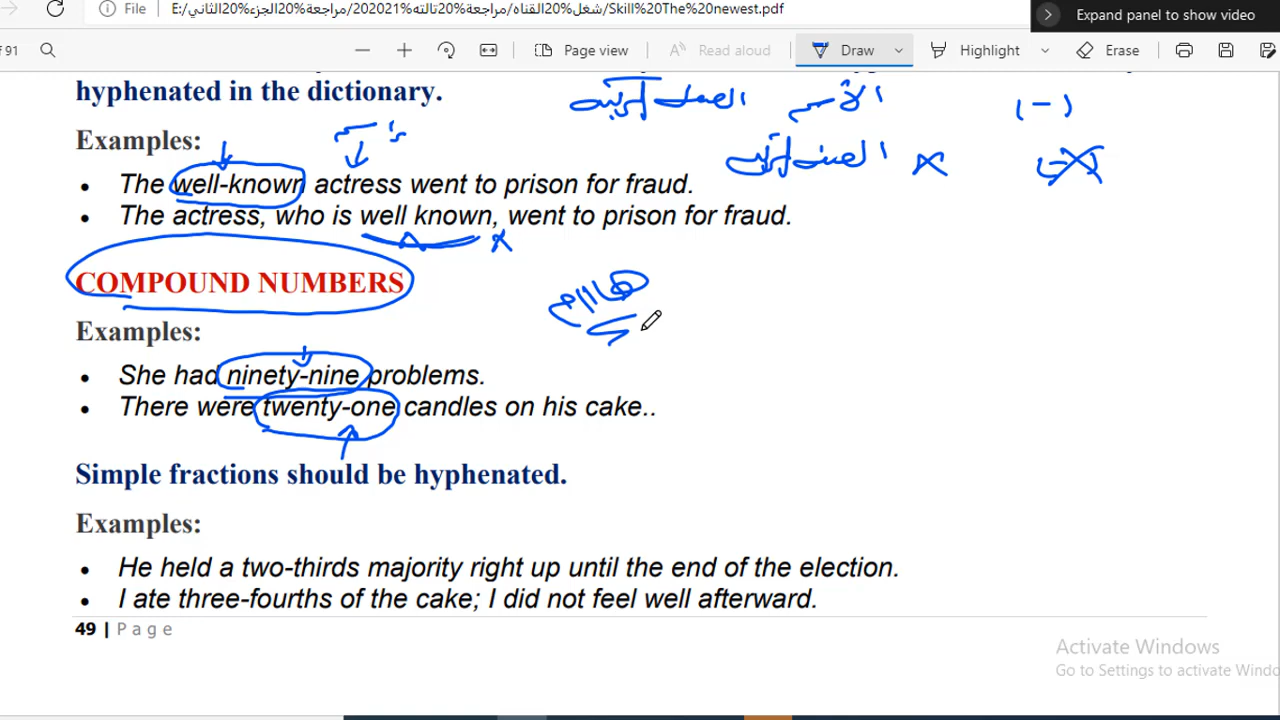 File
E:/شغل%20القناه/مراجعة%20تالته%202021/مراجعة%20الجزء%20الثاني/Skill%20The%20newest.pdf
Expand panel to show video
of 91
Page view
Read aloud
Draw
Highlight
Erase
hyphenated in the dictionary.
(-)
Examples:
• The well-known actress went to prison for fraud.
• The actress, who is well known, went to prison for fraud.
COMPOUND NUMBERS
Examples:
• She had ninety-nine problems.
• There were twenty-one candles on his cake..
Simple fractions should be hyphenated.
Examples:
• He held a two-thirds majority right up until the end of the election.
• I ate three-fourths of the cake; I did not feel well afterward.
49 | Page
Activate Windows
Go to Settings to activate Windo